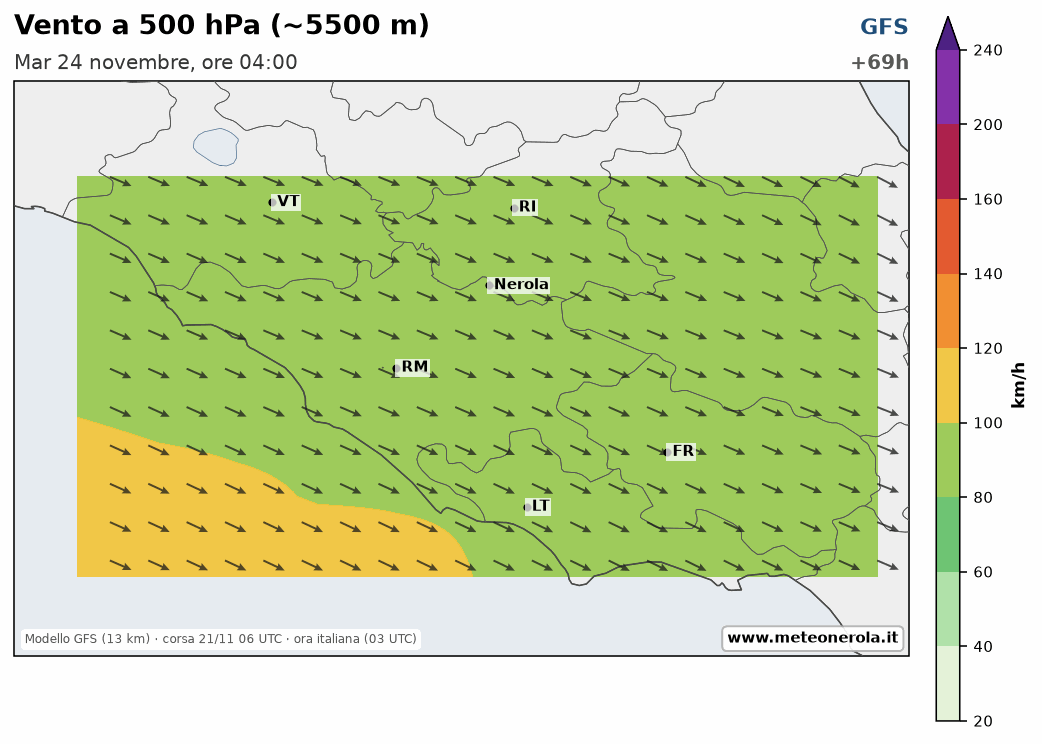 Vento a 500 hPa (~5500 m)
GFS
Mar 24 novembre, ore 04:00
+69h
VT
RI
Nerola
RM
FR
LT
Modello GFS (13 km) · corsa 21/11 06 UTC · ora italiana (03 UTC)
www.meteonerola.it
240
200
160
140
120
100
80
60
40
20
km/h